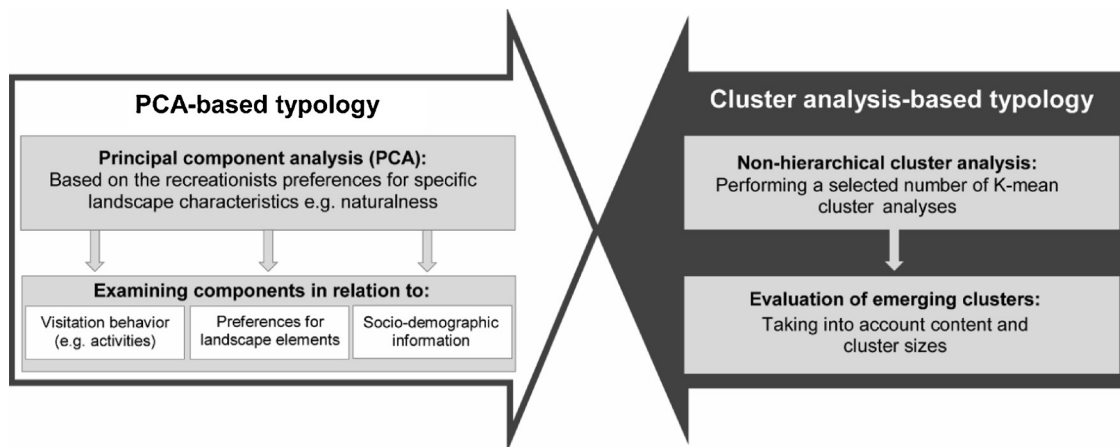 PCA-based typology
Principal component analysis (PCA):
Based on the recreationists preferences for specific
landscape characteristics e.g. naturalness
Examining components in relation to:
Visitation behavior
(e.g. activities)
Preferences for
landscape elements
Socio-demographic
information
Cluster analysis-based typology
Non-hierarchical cluster analysis:
Performing a selected number of K-mean
cluster analyses
Evaluation of emerging clusters:
Taking into account content and
cluster sizes